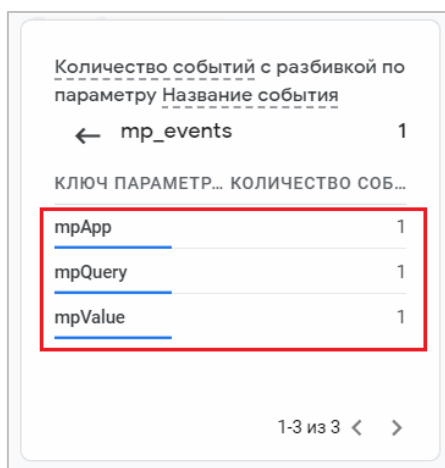 Количество событий с разбивкой по
параметру Название события
← mp_events 1
КЛЮЧ ПАРАМЕТР... КОЛИЧЕСТВО СОБ...
mpApp 1
mpQuery 1
mpValue 1
1-3 из 3